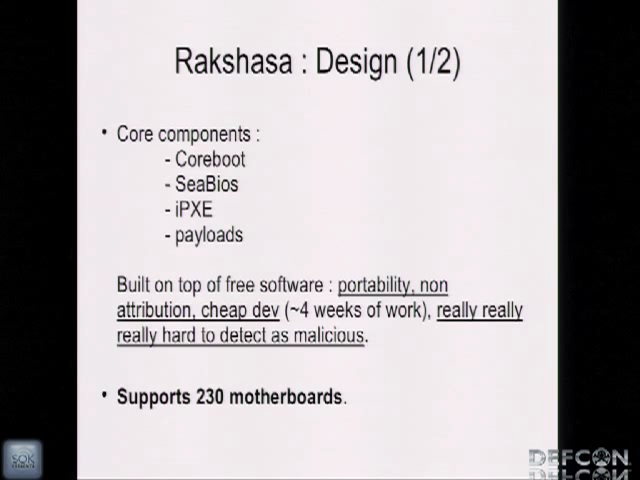 Rakshasa : Design (1/2)
• Core components :
- Coreboot
- SeaBios
- iPXE
- payloads
Built on top of free software : portability, non
attribution, cheap dev (~4 weeks of work), really really
really hard to detect as malicious.
• Supports 230 motherboards.
SOK
DEFCON